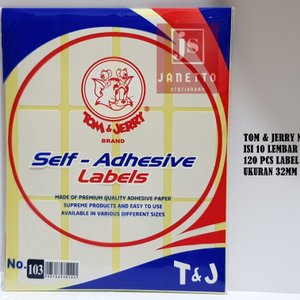 js
JANETTO
STATIONERY
TOM & JERRY
BRAND
Self - Adhesive
Labels
MADE OF PREMIUM QUALITY ADHESIVE PAPER
SUPREME PRODUCTS AND EASY TO USE
AVAILABLE IN VARIOUS DIFFERENT SIZES
No. 103
T & J
TOM & JERRY
ISI 10 LEMBAR
120 PCS LABEL
UKURAN 32MM